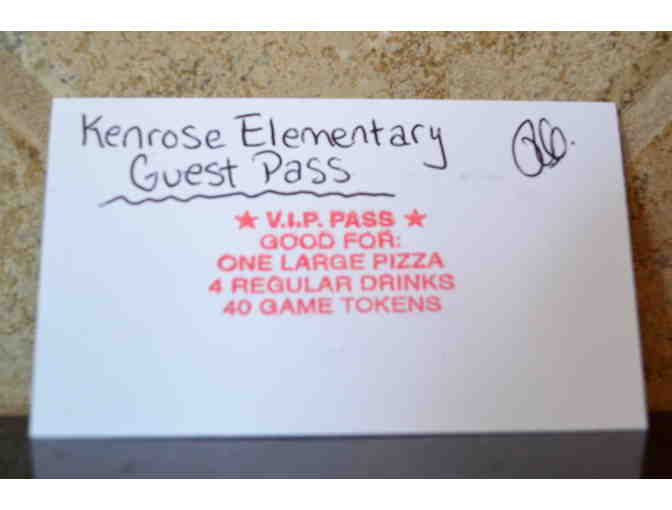 Kenrose Elementary
Guest Pass
★ V.I.P. PASS ★
GOOD FOR:
ONE LARGE PIZZA
4 REGULAR DRINKS
40 GAME TOKENS